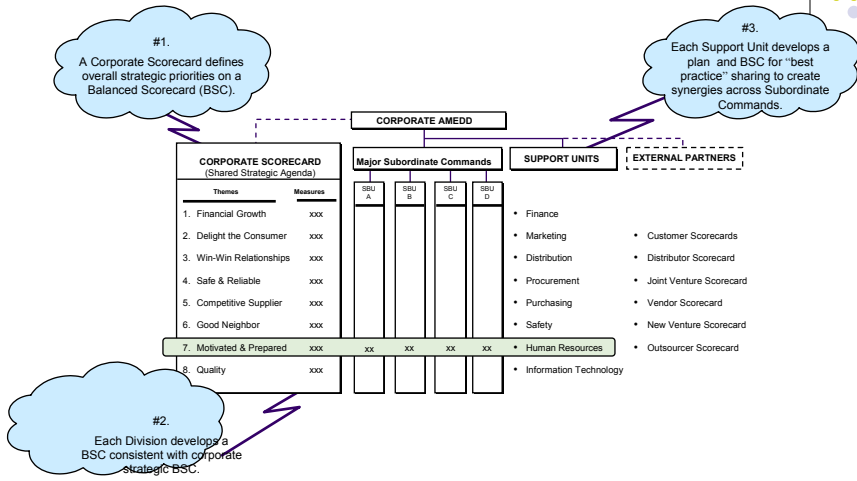 #1.
A Corporate Scorecard defines
overall strategic priorities on a
Balanced Scorecard (BSC).
#3.
Each Support Unit develops a
plan and BSC for “best
practice” sharing to create
synergies across Subordinate
Commands.
CORPORATE AMEDD
CORPORATE SCORECARD
(Shared Strategic Agenda)
Major Subordinate Commands
SUPPORT UNITS
EXTERNAL PARTNERS
Themes Measures
SBU
A
SBU
B
SBU
C
SBU
D
1. Financial Growth xxx
2. Delight the Consumer xxx
3. Win-Win Relationships xxx
4. Safe & Reliable xxx
5. Competitive Supplier xxx
6. Good Neighbor xxx
7. Motivated & Prepared xxx xx xx xx xx
8. Quality xxx
• Finance
• Marketing
• Distribution
• Procurement
• Purchasing
• Safety
• Human Resources
• Information Technology
• Customer Scorecards
• Distributor Scorecard
• Joint Venture Scorecard
• Vendor Scorecard
• New Venture Scorecard
• Outsourcer Scorecard
#2.
Each Division develops a
BSC consistent with corporate
strategic BSC.